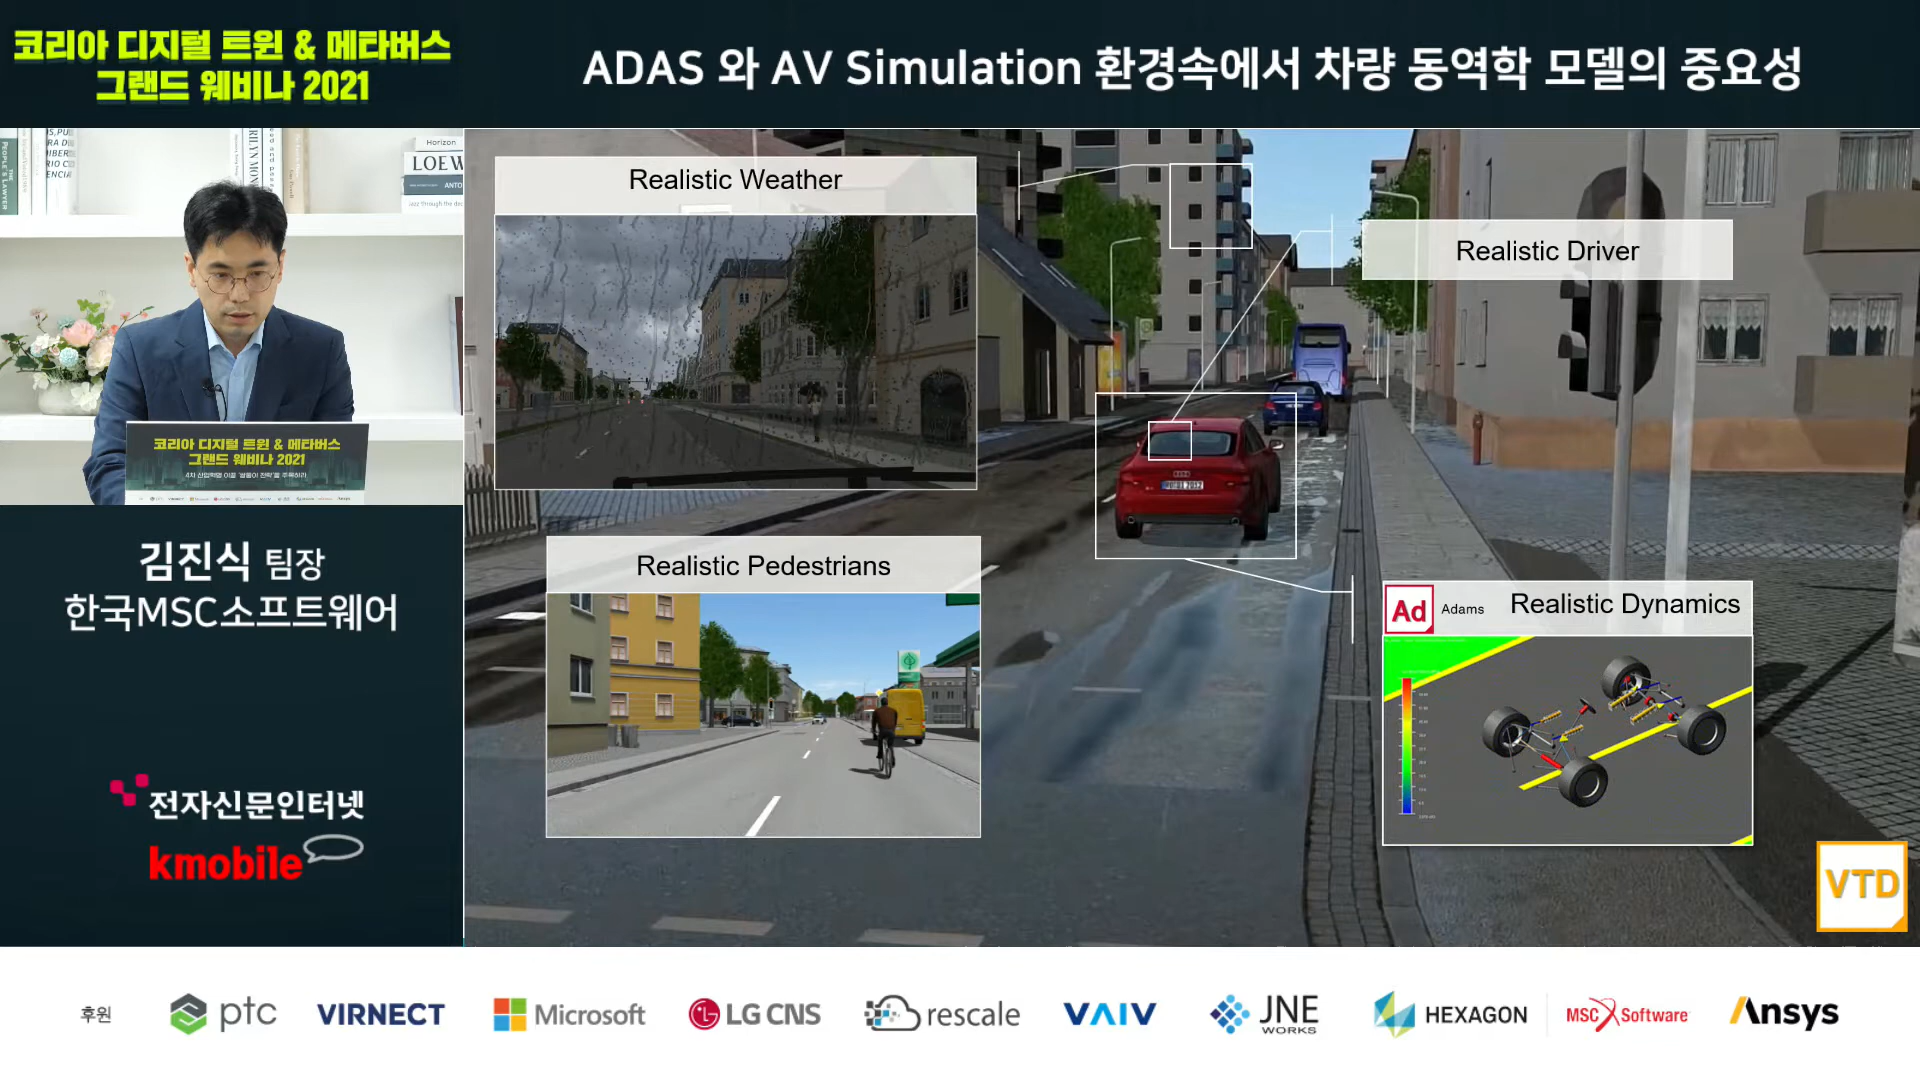 코리아 디지털 트윈 & 메타버스
그랜드 웨비나 2021
ADAS 와 AV Simulation 환경속에서 차량 동역학 모델의 중요성
Horizon
LOEW
ANTO
코리아 디지털 트윈 & 메타버스
그랜드 웨비나 2021
김진식 팀장
한국MSC소프트웨어
전자신문인터넷
kmobile
Realistic Weather
Realistic Driver
Realistic Pedestrians
Ad Adams Realistic Dynamics
VTD
후원
ptc
VIRNECT
Microsoft
LG CNS
rescale
VAIV
JNE
WORKS
HEXAGON
MSC Software
Ansys